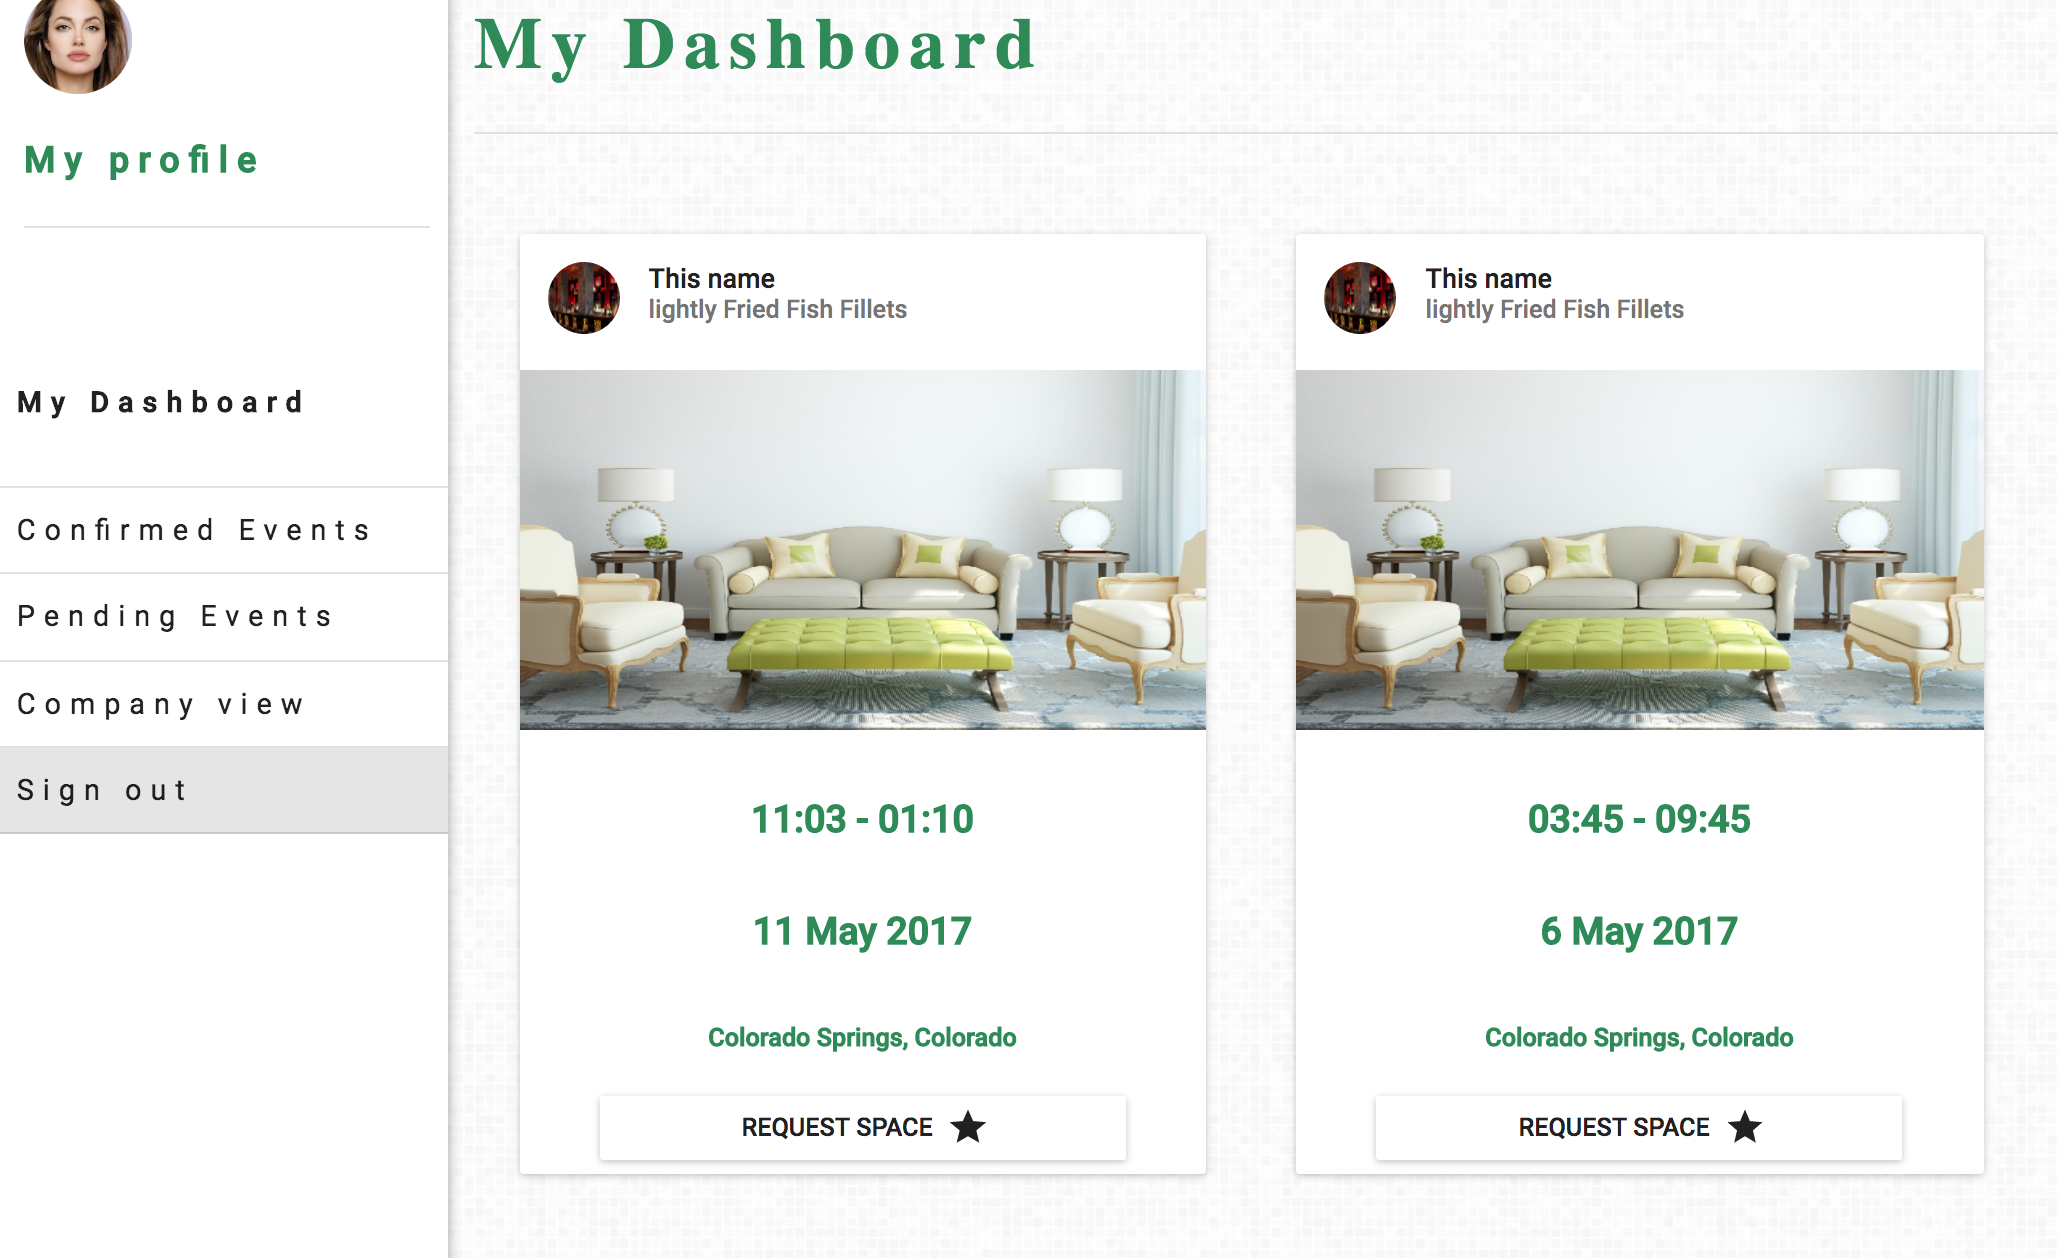 My profile
My Dashboard
Confirmed Events
Pending Events
Company view
Sign out
My Dashboard
This name
lightly Fried Fish Fillets
11:03 - 01:10
11 May 2017
Colorado Springs, Colorado
REQUEST SPACE
This name
lightly Fried Fish Fillets
03:45 - 09:45
6 May 2017
Colorado Springs, Colorado
REQUEST SPACE